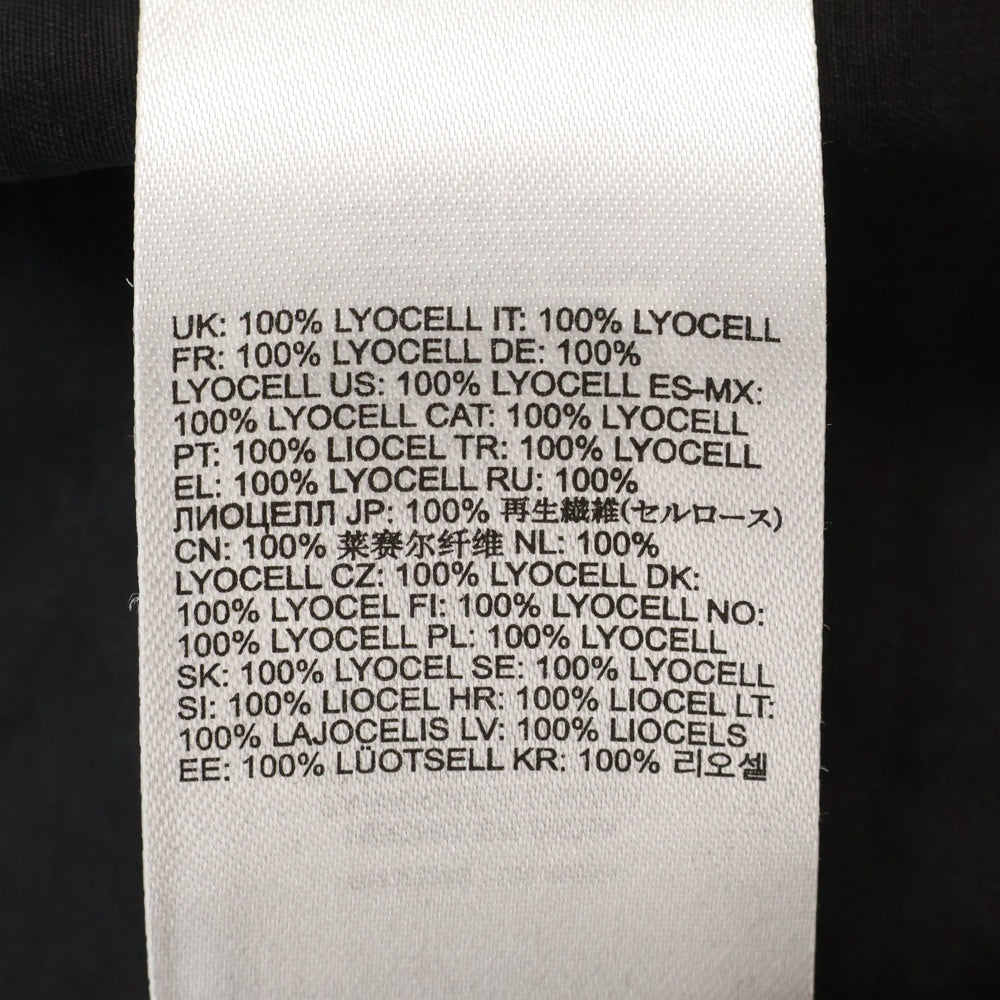 UK: 100% LYOCELL IT: 100% LYOCELL
FR: 100% LYOCELL DE: 100%
LYOCELL US: 100% LYOCELL ES-MX:
100% LYOCELL CAT: 100% LYOCELL
PT: 100% LIOCEL TR: 100% LYOCELL
EL: 100% LYOCELL RU: 100%
ЛИОЦЕЛЛ JP: 100% 再生繊維(セルロース)
CN: 100% 莱赛尔纤维 NL: 100%
LYOCELL CZ: 100% LYOCELL DK:
100% LYOCEL FI: 100% LYOCELL NO:
100% LYOCELL PL: 100% LYOCELL
SK: 100% LYOCEL SE: 100% LYOCELL
SI: 100% LIOCEL HR: 100% LIOCEL LT:
100% LAJOCELIS LV: 100% LIOCELS
EE: 100% LÜOTSELL KR: 100% 리오셀